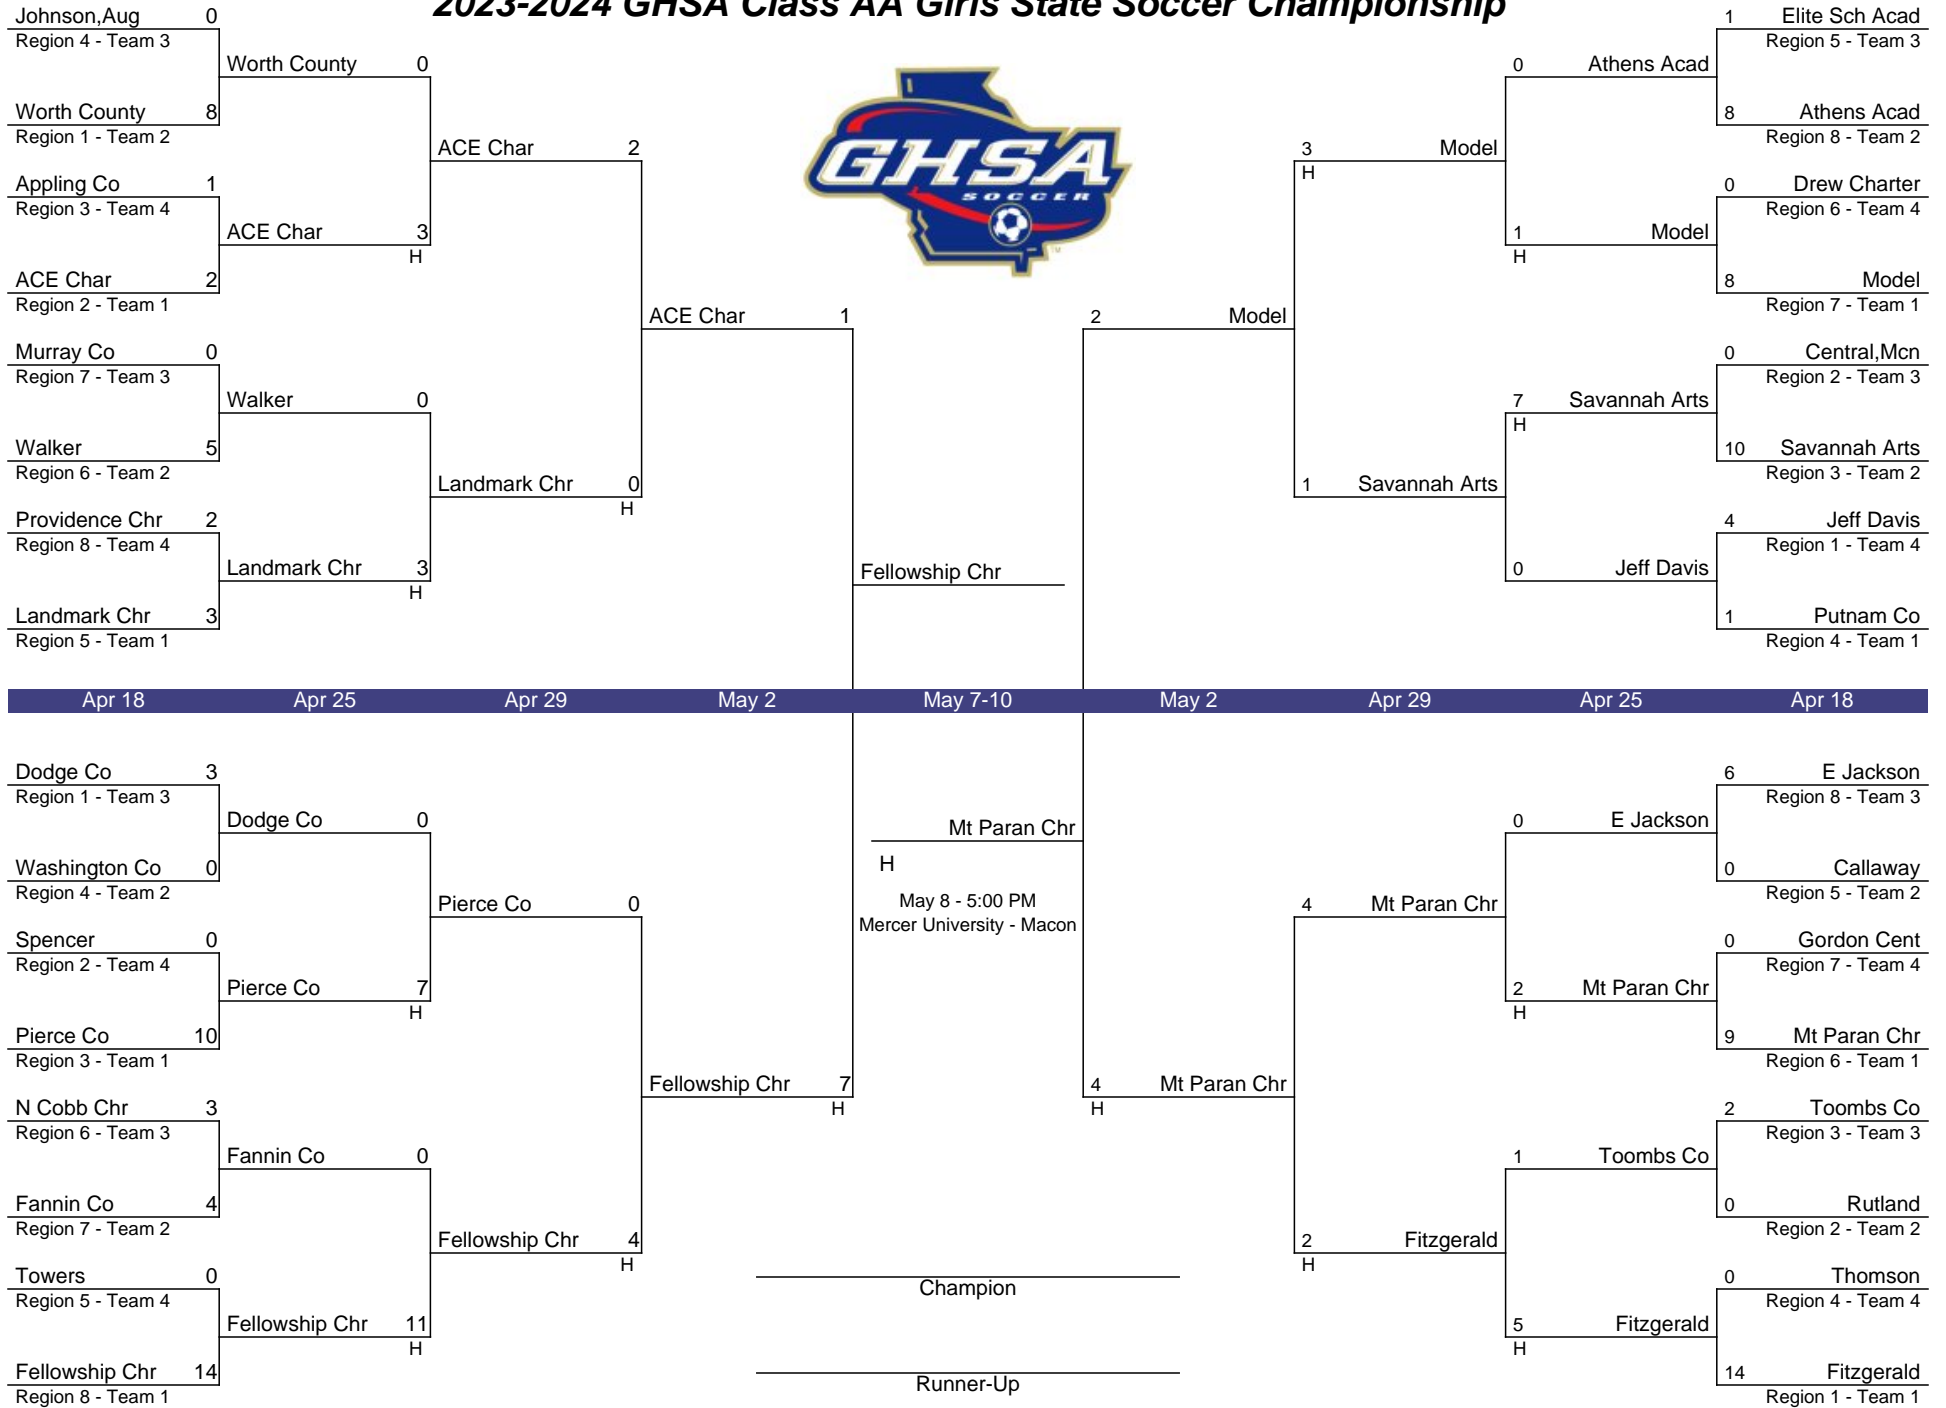 2023-2024 GHSA Class AA Girls State Soccer Championship
Johnson,Aug 0
Region 4 - Team 3
Worth County 8
Region 1 - Team 2
Appling Co 1
Region 3 - Team 4
ACE Char 2
Region 2 - Team 1
Murray Co 0
Region 7 - Team 3
Walker 5
Region 6 - Team 2
Providence Chr 2
Region 8 - Team 4
Landmark Chr 3
Region 5 - Team 1
Worth County 0
ACE Char 3
H
Walker 0
Landmark Chr 3
H
ACE Char 2
Landmark Chr 0
H
ACE Char 1
Fellowship Chr
GHSA
SOCCER
TM
2 Model
3 Model
H
1 Savannah Arts
0 Athens Acad
1 Model
H
7 Savannah Arts
H
0 Jeff Davis
1 Elite Sch Acad
Region 5 - Team 3
8 Athens Acad
Region 8 - Team 2
0 Drew Charter
Region 6 - Team 4
8 Model
Region 7 - Team 1
0 Central,Mcn
Region 2 - Team 3
10 Savannah Arts
Region 3 - Team 2
4 Jeff Davis
Region 1 - Team 4
1 Putnam Co
Region 4 - Team 1
Apr 18 Apr 25 Apr 29 May 2 May 7-10 May 2 Apr 29 Apr 25 Apr 18
Dodge Co 3
Region 1 - Team 3
Washington Co 0
Region 4 - Team 2
Spencer 0
Region 2 - Team 4
Pierce Co 10
Region 3 - Team 1
N Cobb Chr 3
Region 6 - Team 3
Fannin Co 4
Region 7 - Team 2
Towers 0
Region 5 - Team 4
Fellowship Chr 14
Region 8 - Team 1
Dodge Co 0
Pierce Co 7
H
Fannin Co 0
Fellowship Chr 11
H
Pierce Co 0
Fellowship Chr 4
H
Fellowship Chr 7
H
Mt Paran Chr
H
May 8 - 5:00 PM
Mercer University - Macon
Champion
Runner-Up
4 Mt Paran Chr
H
4 Mt Paran Chr
2 Fitzgerald
H
0 E Jackson
2 Mt Paran Chr
H
1 Toombs Co
5 Fitzgerald
H
6 E Jackson
Region 8 - Team 3
0 Callaway
Region 5 - Team 2
0 Gordon Cent
Region 7 - Team 4
9 Mt Paran Chr
Region 6 - Team 1
2 Toombs Co
Region 3 - Team 3
0 Rutland
Region 2 - Team 2
0 Thomson
Region 4 - Team 4
14 Fitzgerald
Region 1 - Team 1